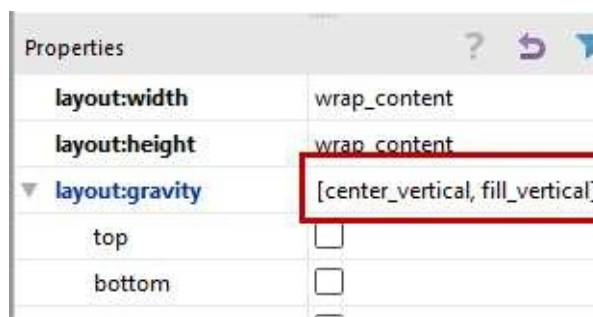 Properties ?
layout:width wrap_content
layout:height wrap_content
layout:gravity [center_vertical, fill_vertical]
top
bottom